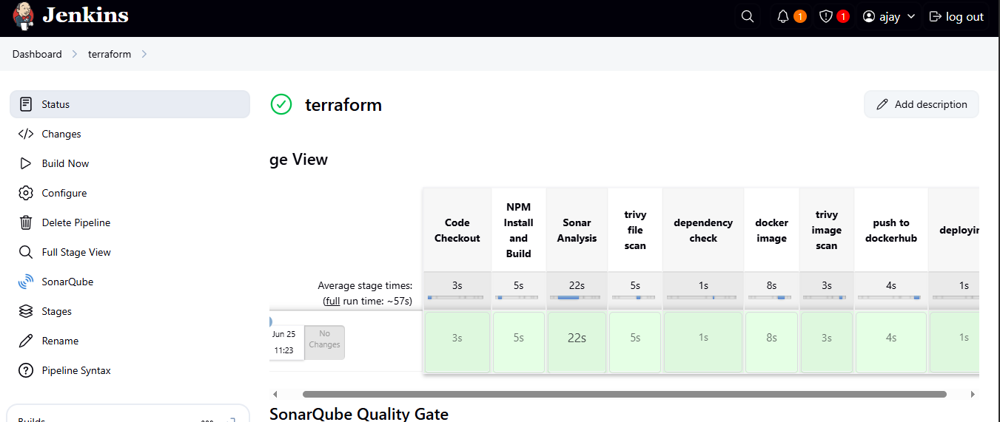 Jenkins
1
1
ajay
log out
Dashboard
terraform
Status
Changes
Build Now
Configure
Delete Pipeline
Full Stage View
SonarQube
Stages
Rename
Pipeline Syntax
Builds
terraform
Add description
ge View
Code
Checkout
NPM
Install
and
Build
Sonar
Analysis
trivy
file
scan
dependency
check
docker
image
trivy
image
scan
push to
dockerhub
deployin
Average stage times:
(full run time: ~57s)
3s
5s
22s
5s
1s
8s
3s
4s
1s
Jun 25
11:23
No
Changes
3s
5s
22s
5s
1s
8s
3s
4s
1s
SonarQube Quality Gate